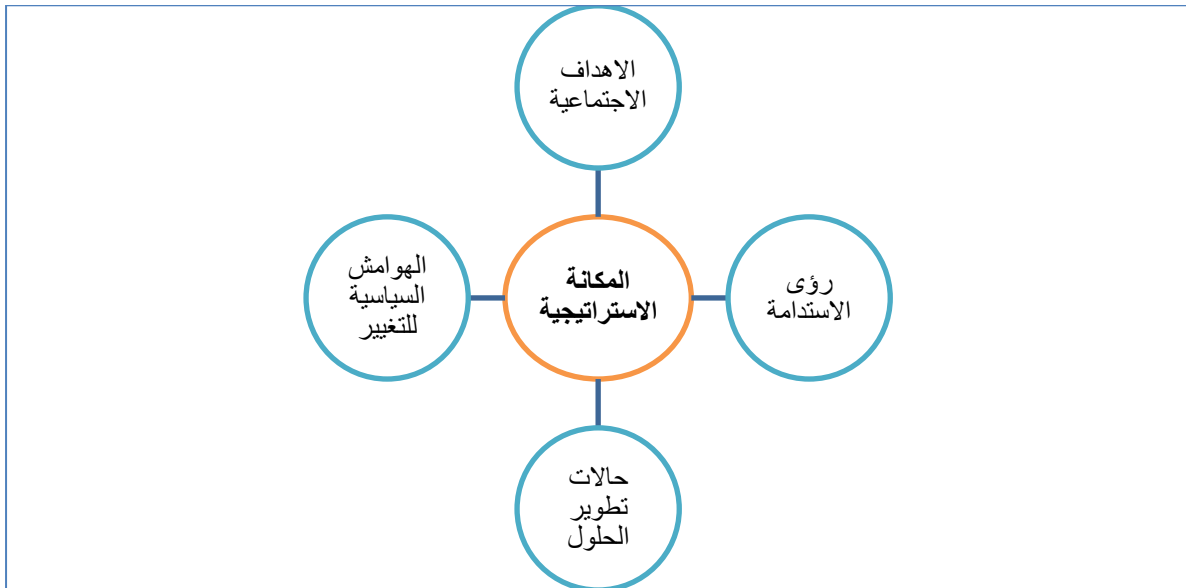 الاهداف
الاجتماعية
رؤى
الاستدامة
المكانة
الاستراتيجية
الهوامش
السياسية
للتغيير
حالات
تطوير
الحلول